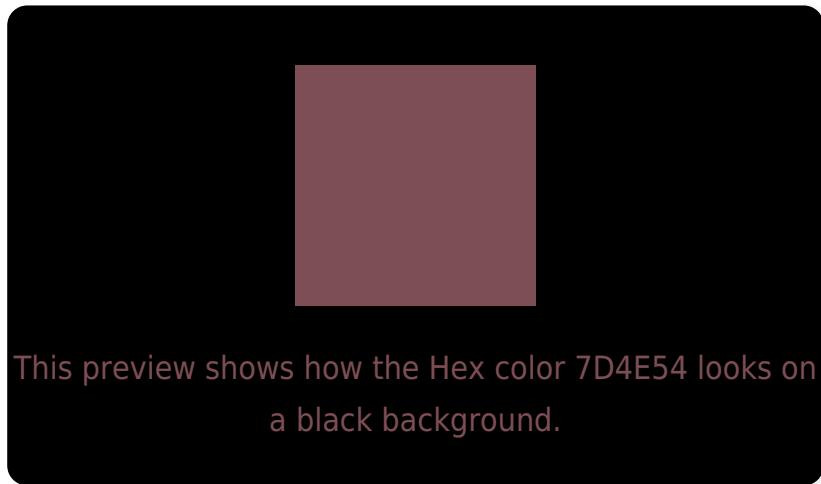 This preview shows how the Hex color 7D4E54 looks on
a black background.